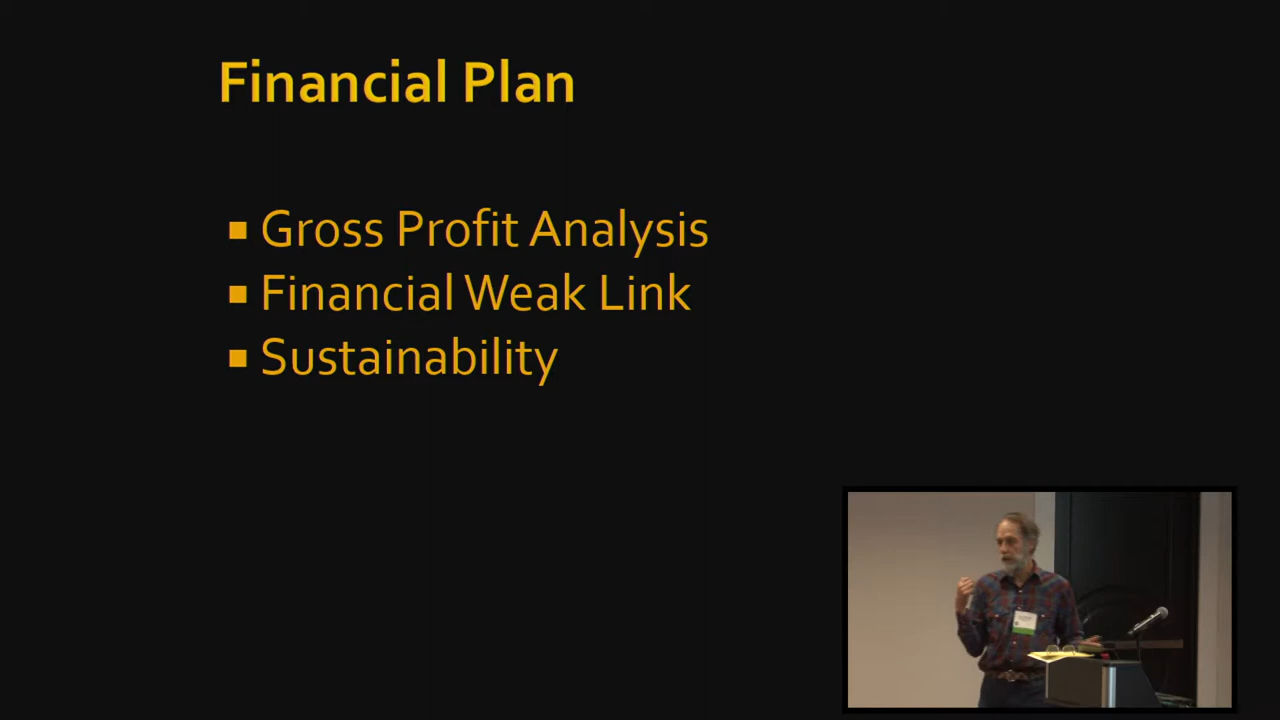 Financial Plan
Gross Profit Analysis
Financial Weak Link
Sustainability